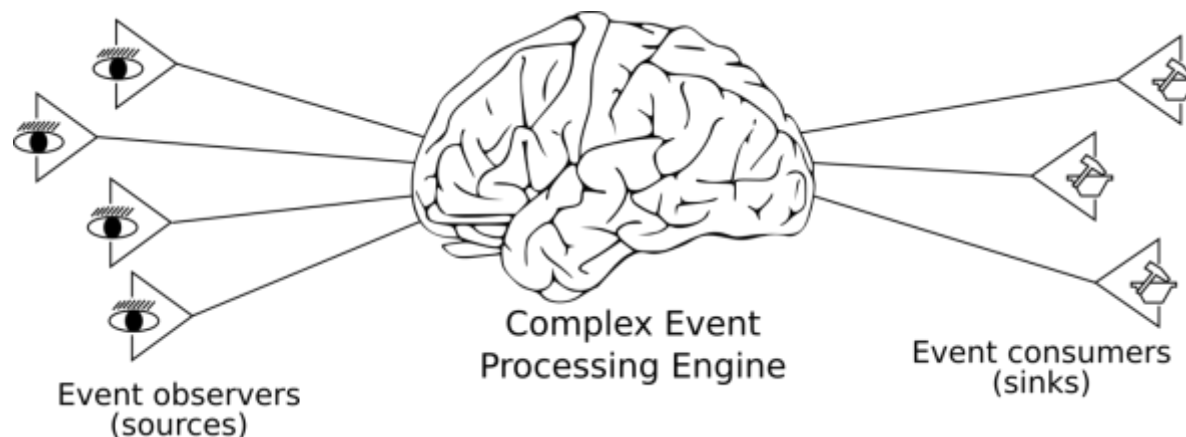 Event observers
(sources)
Complex Event
Processing Engine
Event consumers
(sinks)